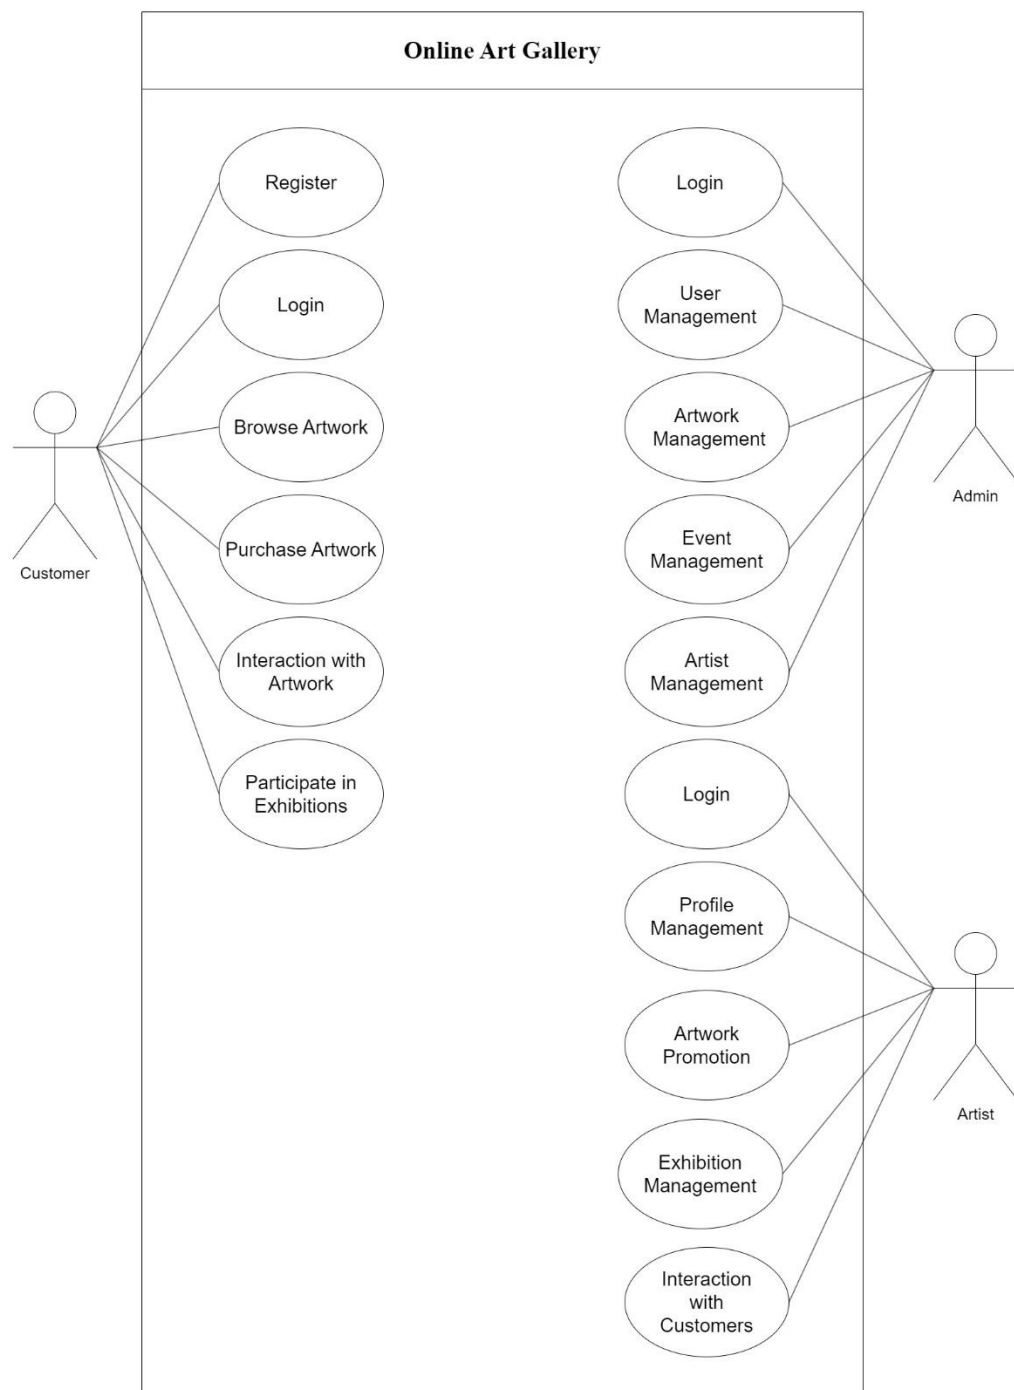 Online Art Gallery
Register
Login
Browse Artwork
Purchase Artwork
Interaction with
Artwork
Participate in
Exhibitions
Customer
Login
User
Management
Artwork
Management
Event
Management
Artist
Management
Admin
Login
Profile
Management
Artwork
Promotion
Exhibition
Management
Interaction
with
Customers
Artist